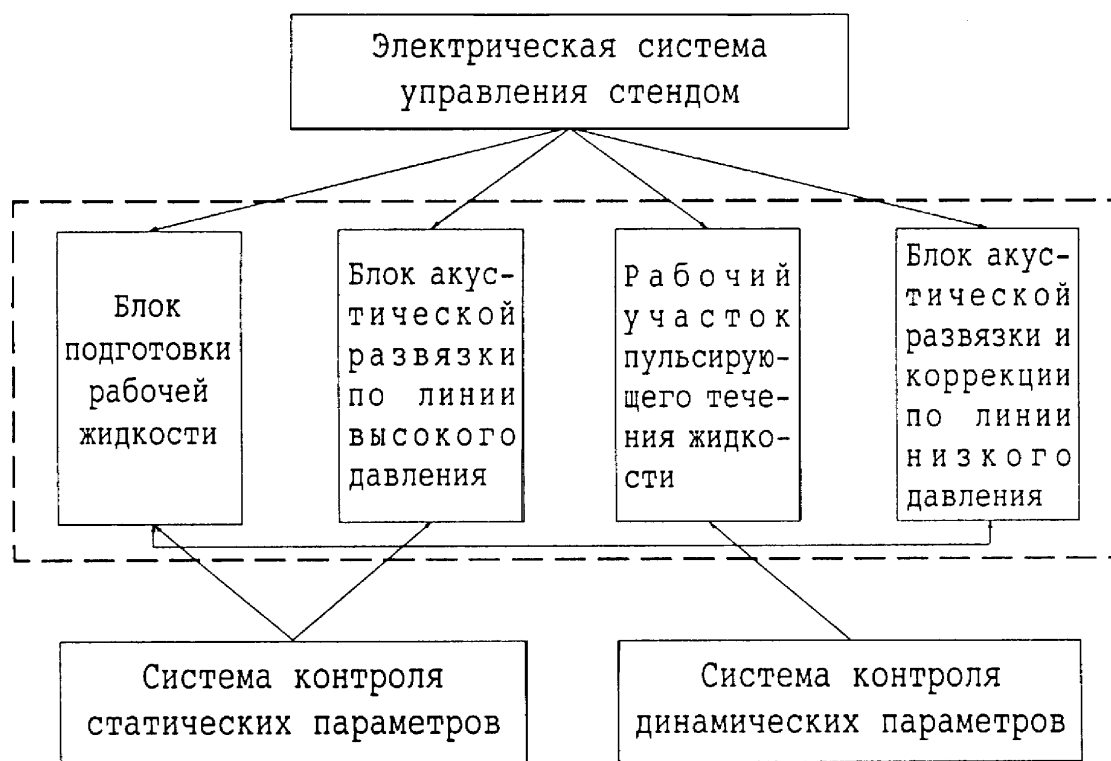 Электрическая система
управления стендом
Блок
подготовки
рабочей
жидкости
Блок акус-
тической
развязки
по линии
высокого
давления
Рабочий
участок
пульсирую-
щего тече-
ния жидко-
сти
Блок акус-
тической
развязки и
коррекции
по линии
низкого
давления
Система контроля
статических параметров
Система контроля
динамических параметров